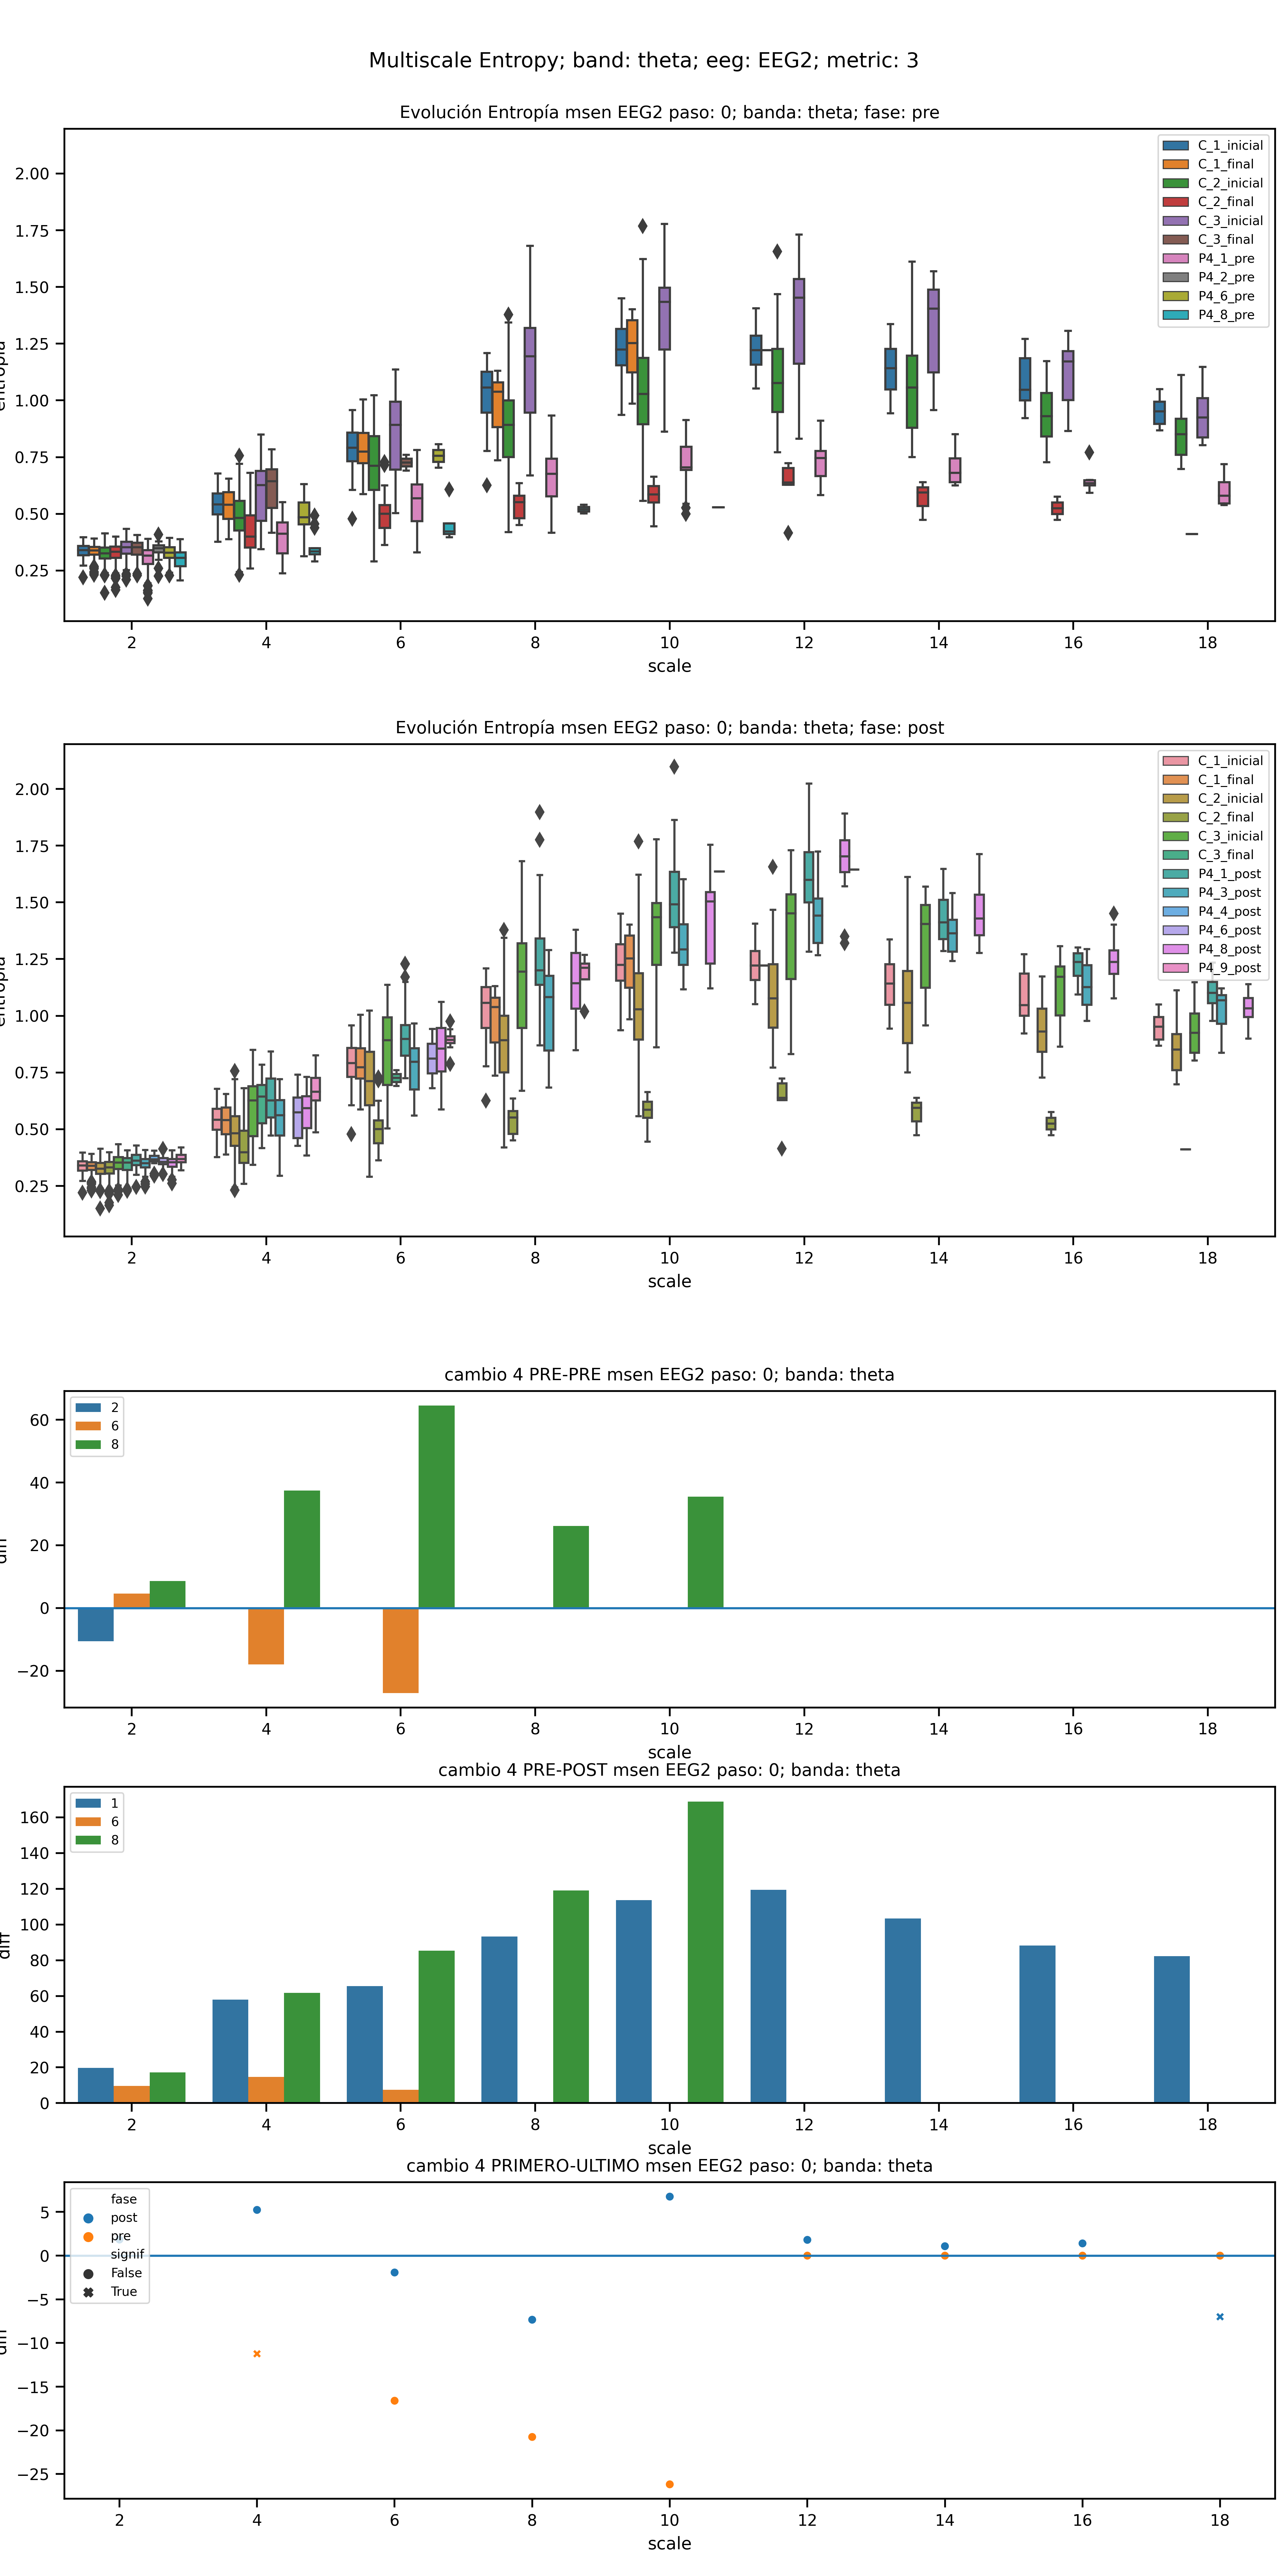 Multiscale Entropy; band: theta; eeg: EEG2; metric: 3
Evolución Entropía msen EEG2 paso: 0; banda: theta; fase: pre
2.00
1.75
1.50
1.25
1.00
0.75
0.50
0.25
C_1_inicial
C_1_final
C_2_inicial
C_2_final
C_3_inicial
C_3_final
P4_1_pre
P4_2_pre
P4_6_pre
P4_8_pre
2 4 6 8 10 12 14 16 18
scale
Evolución Entropía msen EEG2 paso: 0; banda: theta; fase: post
2.00
1.75
1.50
1.25
1.00
0.75
0.50
0.25
C_1_inicial
C_1_final
C_2_inicial
C_2_final
C_3_inicial
C_3_final
P4_1_post
P4_3_post
P4_4_post
P4_6_post
P4_8_post
P4_9_post
2 4 6 8 10 12 14 16 18
scale
cambio 4 PRE-PRE msen EEG2 paso: 0; banda: theta
2
6
8
60
40
20
0
−20
2 4 6 8 10 12 14 16 18
scale
cambio 4 PRE-POST msen EEG2 paso: 0; banda: theta
1
6
8
160
140
120
100
80
60
40
20
0
diff
2 4 6 8 10 12 14 16 18
scale
cambio 4 PRIMERO-ULTIMO msen EEG2 paso: 0; banda: theta
fase
post
pre
signif
False
True
5
0
−5
−10
−15
−20
−25
2 4 6 8 10 12 14 16 18
scale